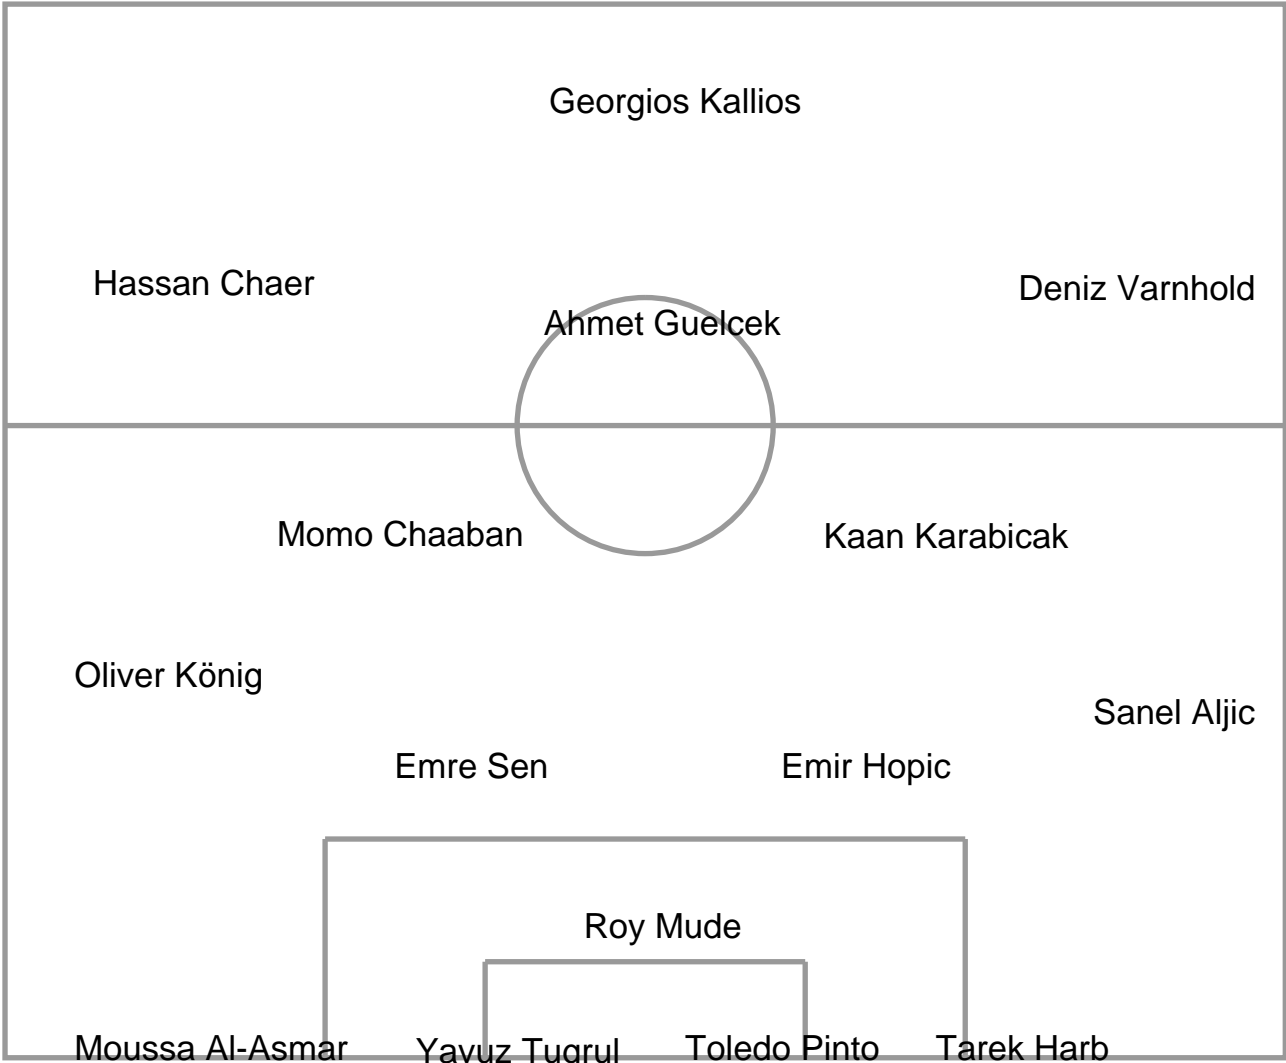 Georgios Kallios
Hassan Chaer
Deniz Varnhold
Ahmet Guelcek
Momo Chaaban
Kaan Karabicak
Oliver König
Sanel Aljic
Emre Sen
Emir Hopic
Roy Mude
Moussa Al-Asmar
Yavuz Tugrul
Toledo Pinto
Tarek Harb